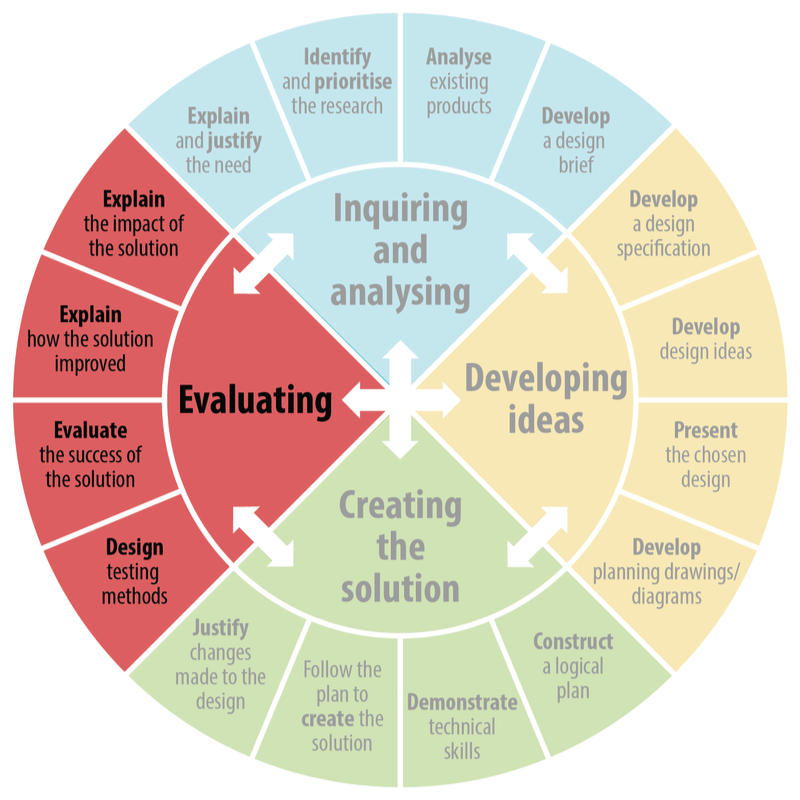 Identify
and prioritise
the research
Analyse
existing
products
Develop
a design
brief
Develop
a design
specification
Develop
design ideas
Present
the chosen
design
Develop
planning drawings/
diagrams
Construct
a logical
plan
Demonstrate
technical
skills
Follow the
plan to
create the
solution
Justify
changes
made to the
design
Design
testing
methods
Evaluate
the success of
the solution
Explain
how the solution
improved
Explain
the impact of
the solution
Explain
and justify
the need
Inquiring
and
analysing
Developing
ideas
Creating
the
solution
Evaluating